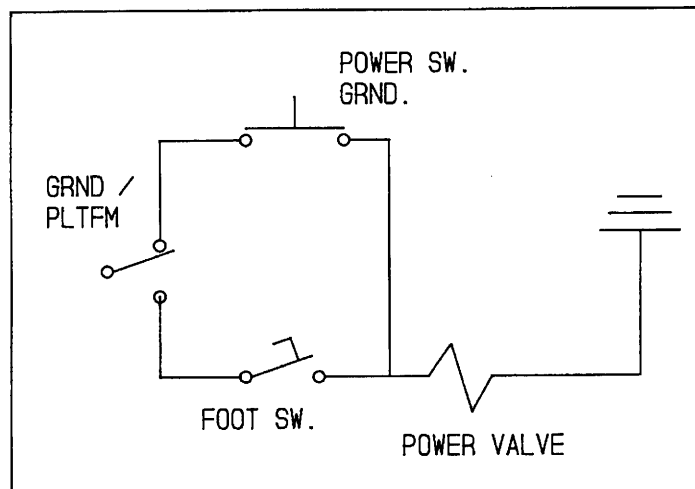 POWER SW.
GRND.
GRND /
PLTFM
FOOT SW.
POWER VALVE